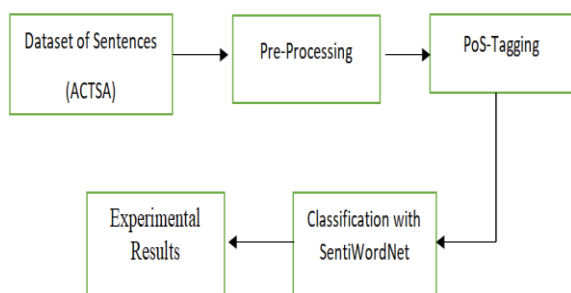 Dataset of Sentences
(ACTSA)
Pre-Processing
PoS-Tagging
Classification with
SentiWordNet
Experimental
Results